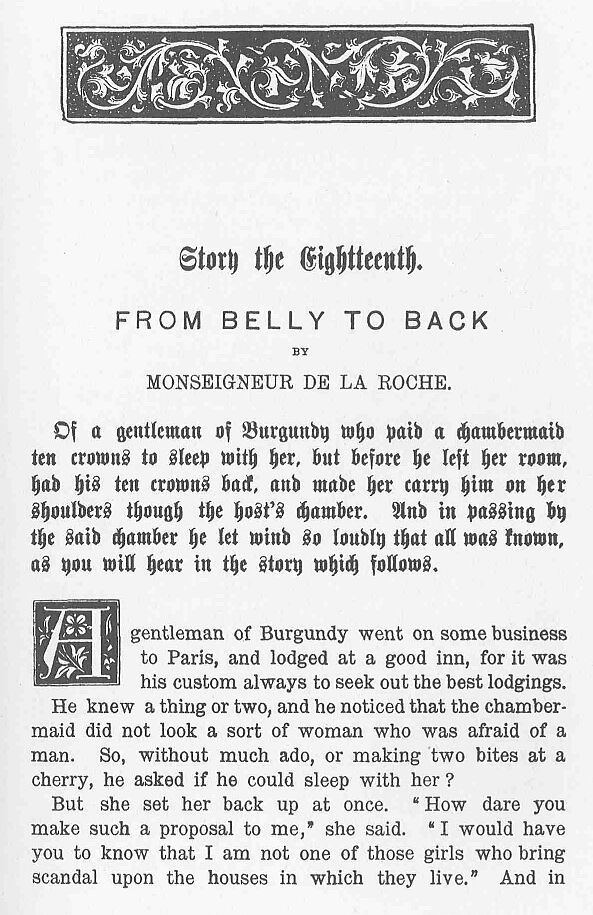 Story the Eightteenth.
FROM BELLY TO BACK
BY
MONSEIGNEUR DE LA ROCHE.
Of a gentleman of Burgundy who paid a chambermaid
ten crowns to sleep with her, but before he left her room,
had his ten crowns back, and made her carry him on her
shoulders though the host's chamber. And in passing by
the said chamber he let wind so loudly that all was known,
as you will hear in the story which follows.
A gentleman of Burgundy went on some business
to Paris, and lodged at a good inn, for it was
his custom always to seek out the best lodgings.
He knew a thing or two, and he noticed that the chamber-
maid did not look a sort of woman who was afraid of a
man. So, without much ado, or making two bites at a
cherry, he asked if he could sleep with her?
But she set her back up at once. "How dare you
make such a proposal to me," she said. "I would have
you to know that I am not one of those girls who bring
scandal upon the houses in which they live." And in